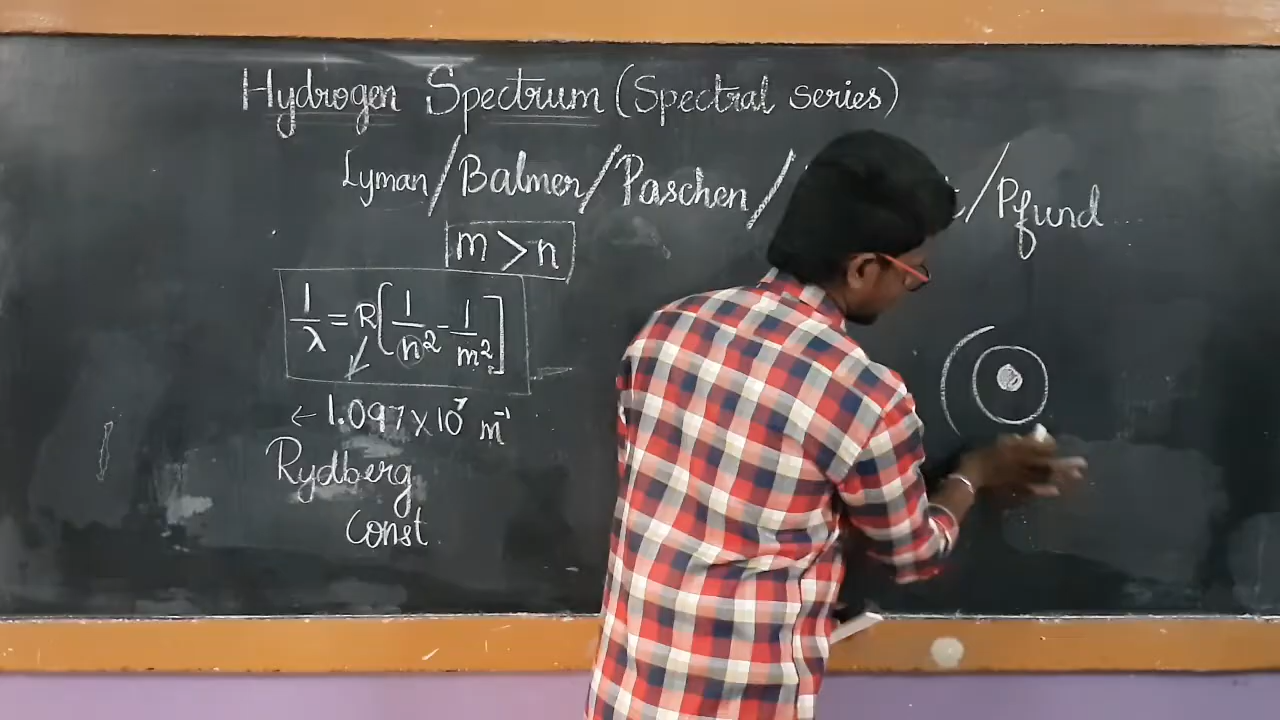 Hydrogen Spectrum (Spectral series)
Lyman / Balmer / Paschen / / Pfund
m > n
1/λ = R[1/n² - 1/m²]
← 1.097 × 10⁷ m⁻¹
Rydberg
Const.